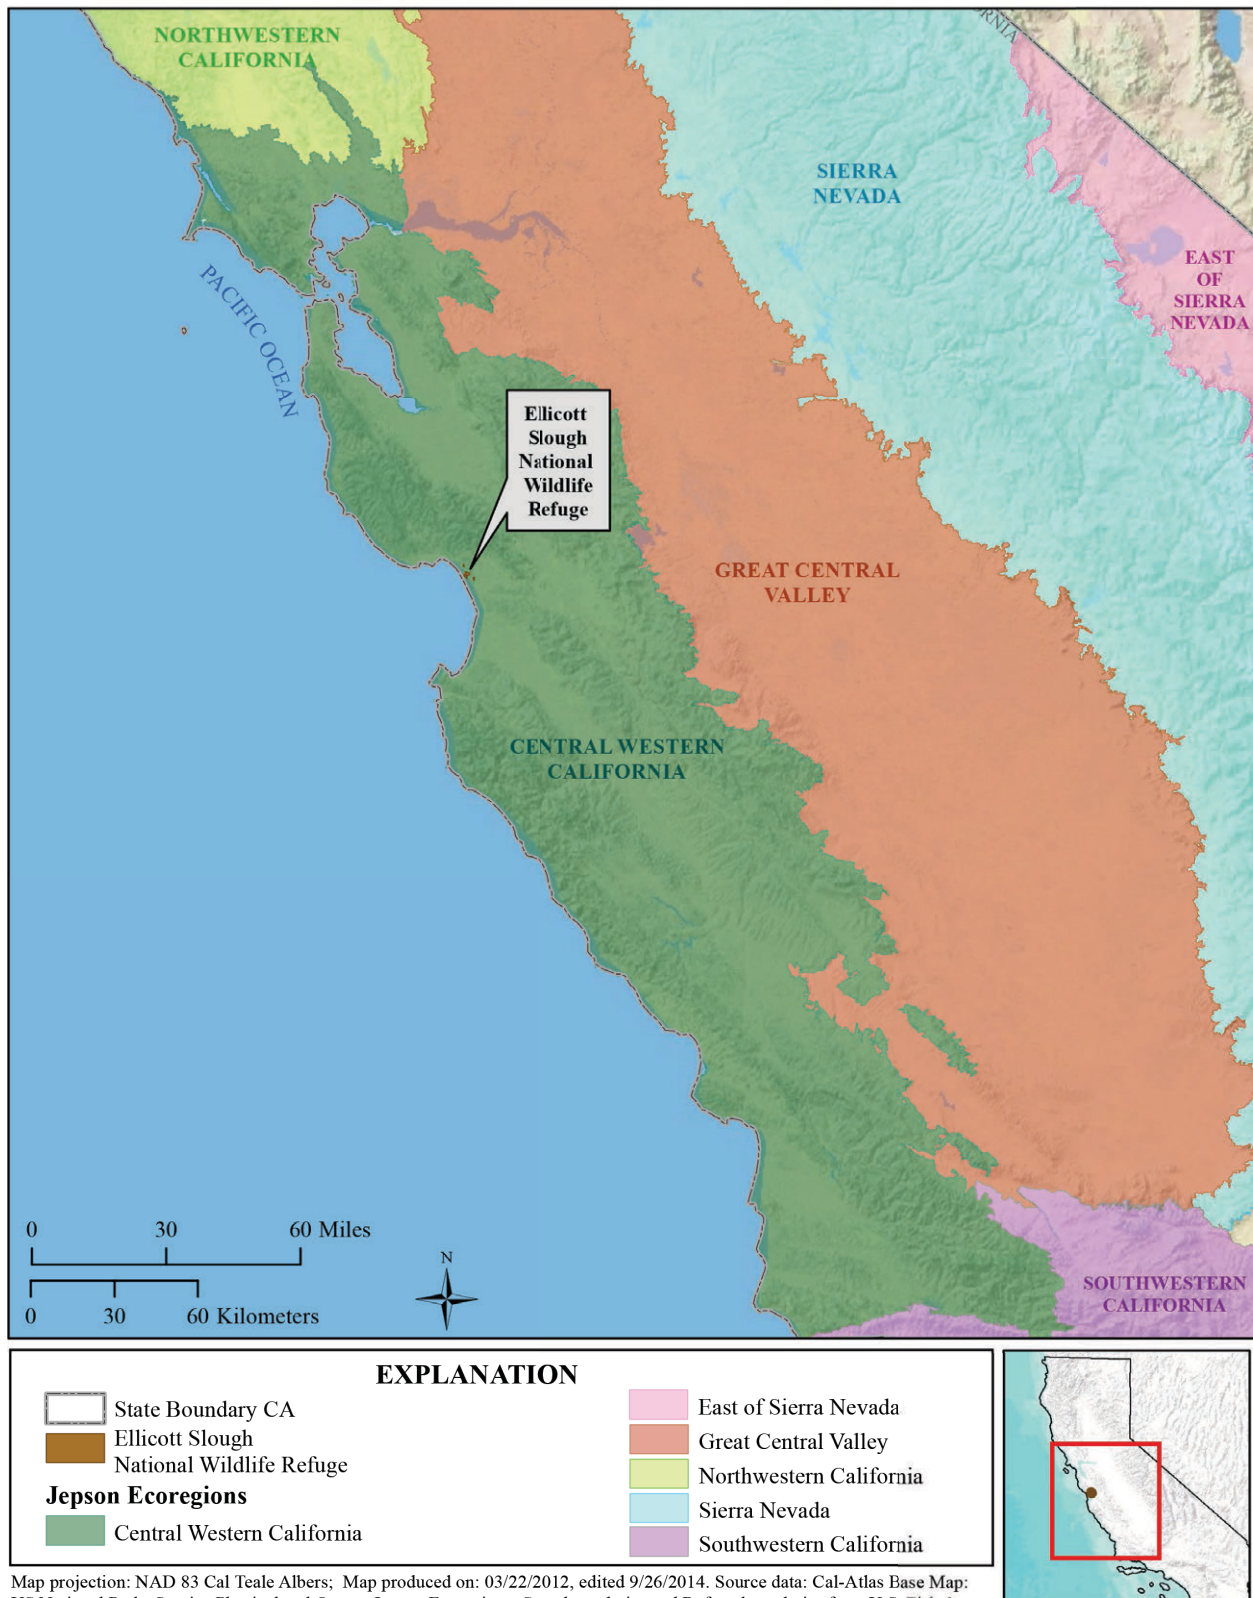 NORTHWESTERN
CALIFORNIA
SIERRA
NEVADA
EAST
OF
SIERRA
NEVADA
PACIFIC OCEAN
Ellicott
Slough
National
Wildlife
Refuge
GREAT CENTRAL
VALLEY
CENTRAL WESTERN
CALIFORNIA
SOUTHWESTERN
CALIFORNIA
0 30 60 Miles
0 30 60 Kilometers
N
EXPLANATION
State Boundary CA
Ellicott Slough
National Wildlife Refuge
Jepson Ecoregions
Central Western California
East of Sierra Nevada
Great Central Valley
Northwestern California
Sierra Nevada
Southwestern California
Map projection: NAD 83 Cal Teale Albers; Map produced on: 03/22/2012, edited 9/26/2014. Source data: Cal-Atlas Base Map: